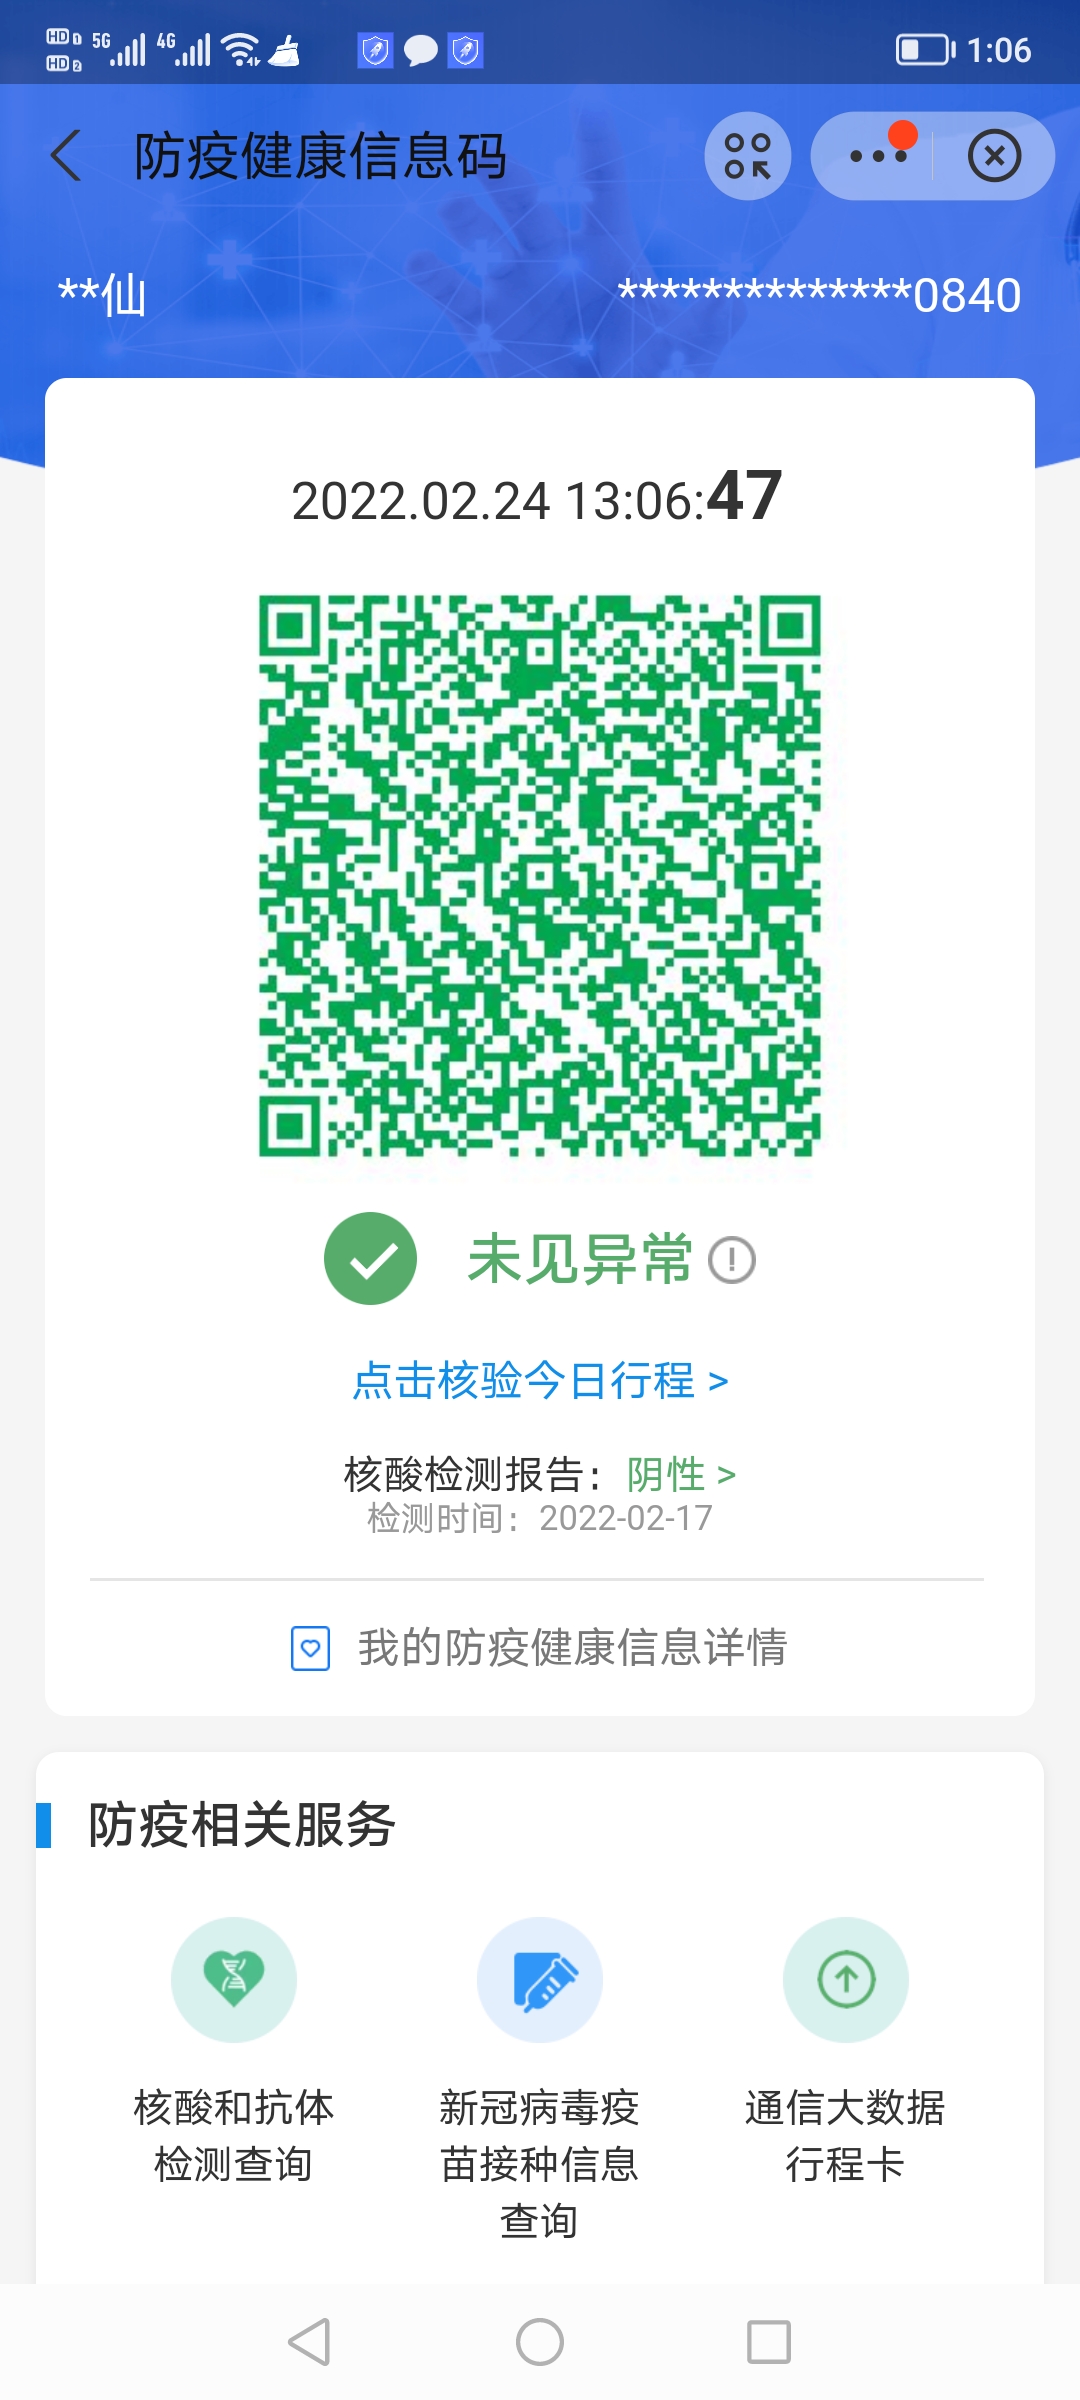 HD 1 5G 4G 1:06
HD 2
防疫健康信息码
**仙 **************0840
2022.02.24 13:06:47
未见异常
点击核验今日行程 >
核酸检测报告：阴性 >
检测时间：2022-02-17
我的防疫健康信息详情
防疫相关服务
核酸和抗体
检测查询
新冠病毒疫
苗接种信息
查询
通信大数据
行程卡